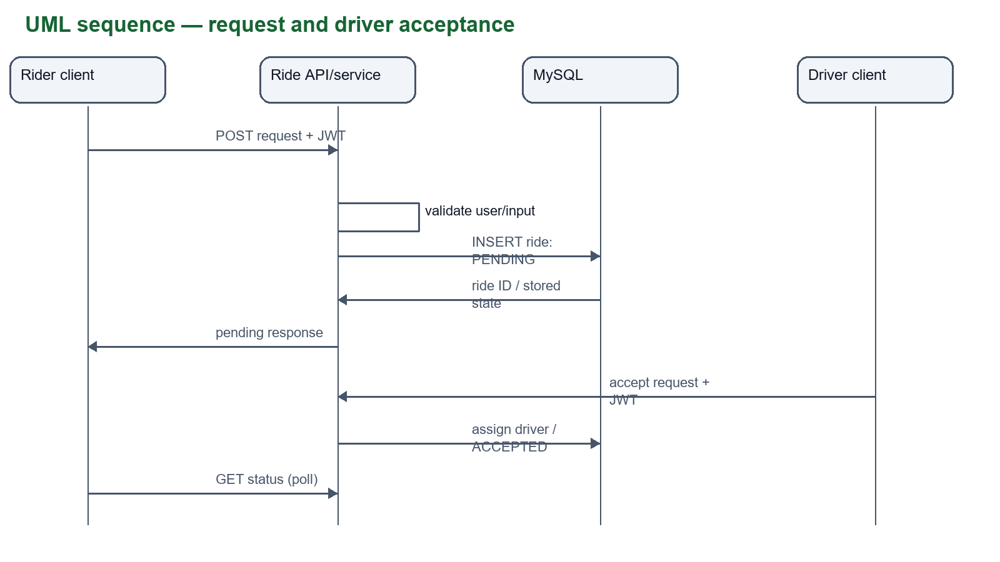 UML sequence — request and driver acceptance
Rider client
Ride API/service
MySQL
Driver client
POST request + JWT
validate user/input
INSERT ride:
PENDING
ride ID / stored
state
pending response
accept request +
JWT
assign driver /
ACCEPTED
GET status (poll)